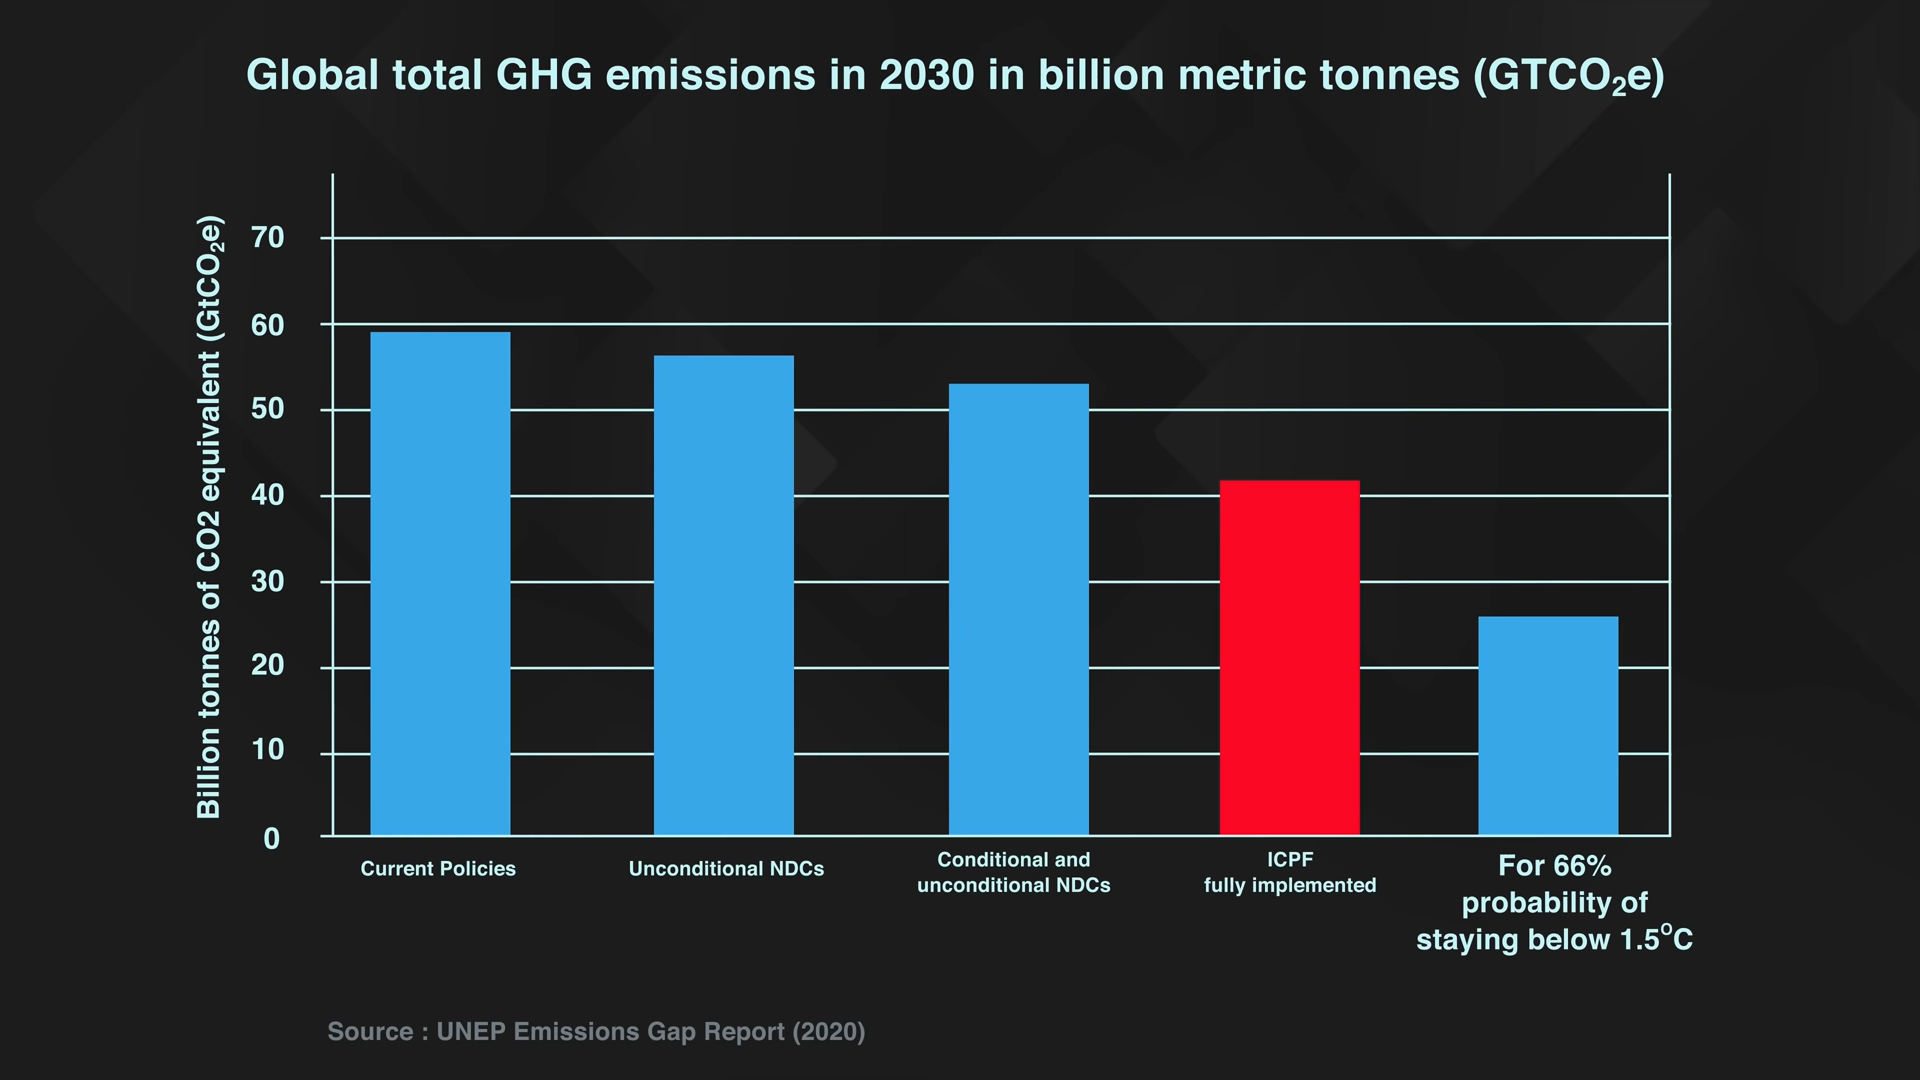 Global total GHG emissions in 2030 in billion metric tonnes (GTCO₂e)
Billion tonnes of CO2 equivalent (GtCO₂e)
70
60
50
40
30
20
10
0
Current Policies
Unconditional NDCs
Conditional and
unconditional NDCs
ICPF
fully implemented
For 66%
probability of
staying below 1.5°C
Source : UNEP Emissions Gap Report (2020)